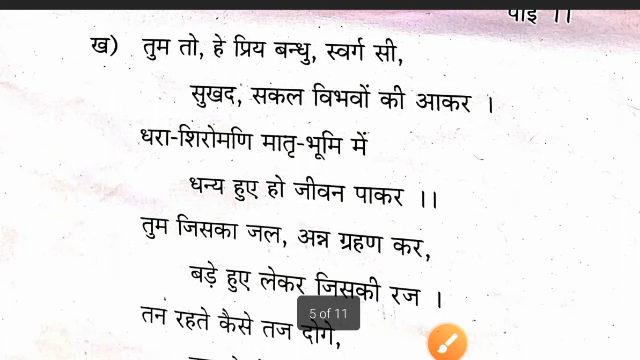 पाइ ।।
ख) तुम तो, हे प्रिय बन्धु, स्वर्ग सी,
सुखद, सकल विभवों की आकर ।
धरा-शिरोमणि मातृ-भूमि में
धन्य हुए हो जीवन पाकर ।।
तुम जिसका जल, अन्न ग्रहण कर,
बड़े हुए लेकर जिसकी रज ।
5 of 11
तन रहते कैसे तज दोगे,